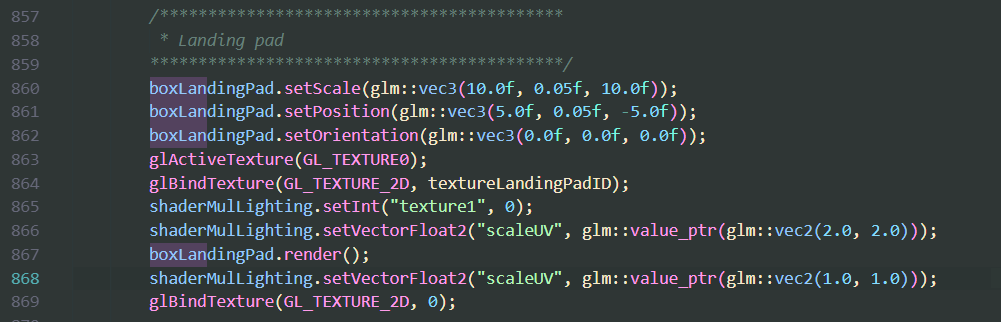 857 /******************************************
858 * Landing pad
859 *******************************************/
860 boxLandingPad.setScale(glm::vec3(10.0f, 0.05f, 10.0f));
861 boxLandingPad.setPosition(glm::vec3(5.0f, 0.05f, -5.0f));
862 boxLandingPad.setOrientation(glm::vec3(0.0f, 0.0f, 0.0f));
863 glActiveTexture(GL_TEXTURE0);
864 glBindTexture(GL_TEXTURE_2D, textureLandingPadID);
865 shaderMulLighting.setInt("texture1", 0);
866 shaderMulLighting.setVectorFloat2("scaleUV", glm::value_ptr(glm::vec2(2.0, 2.0)));
867 boxLandingPad.render();
868 shaderMulLighting.setVectorFloat2("scaleUV", glm::value_ptr(glm::vec2(1.0, 1.0)));
869 glBindTexture(GL_TEXTURE_2D, 0);